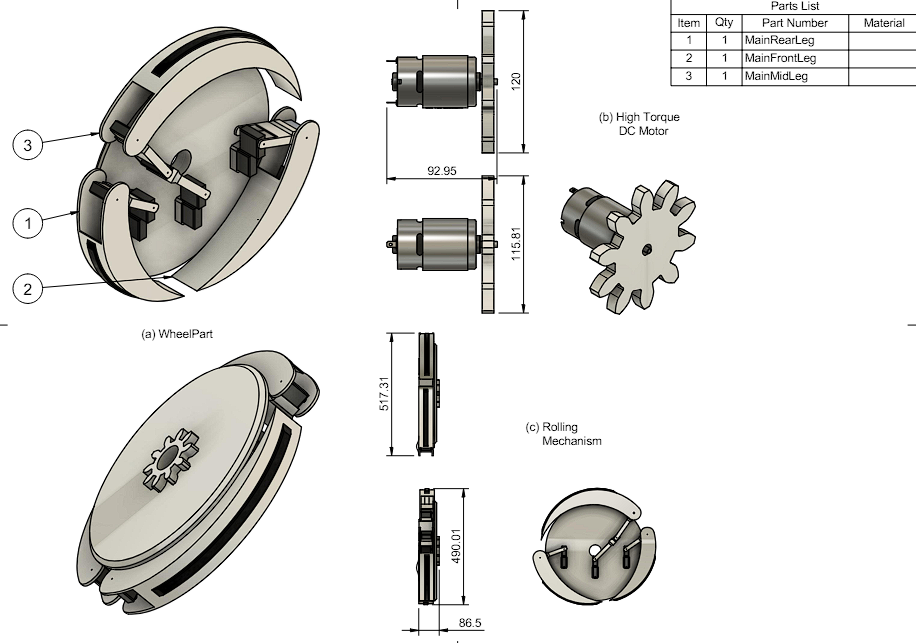 Parts List
Item Qty Part Number Material
1 1 MainRearLeg
2 1 MainFrontLeg
3 1 MainMidLeg
3
1
2
(a) WheelPart
120
92.95
115.81
(b) High Torque
DC Motor
517.31
490.01
86.5
(c) Rolling
Mechanism